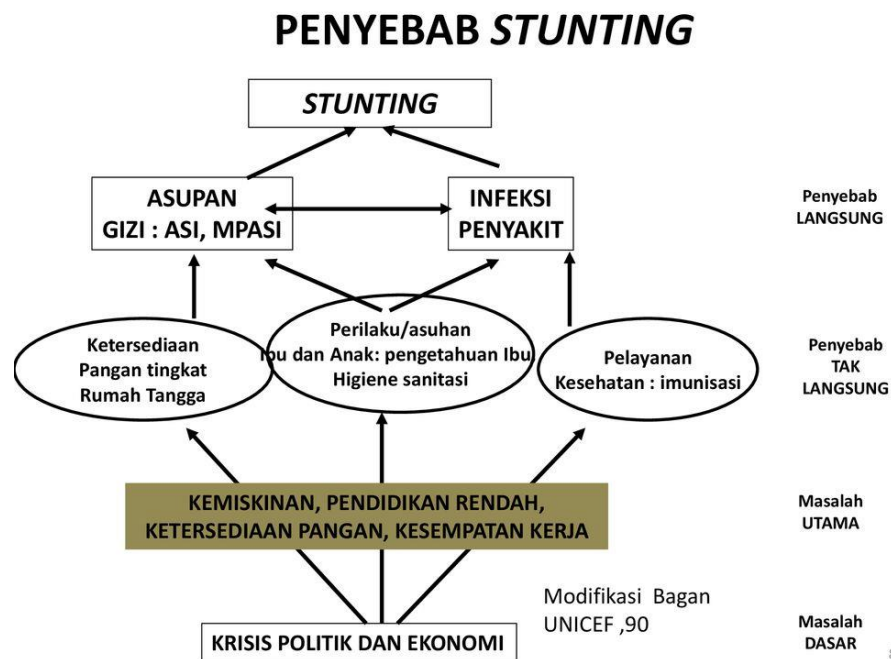 PENYEBAB STUNTING
STUNTING
ASUPAN
GIZI : ASI, MPASI
INFEKSI
PENYAKIT
Penyebab
LANGSUNG
Ketersediaan
Pangan tingkat
Rumah Tangga
Perilaku/asuhan
Ibu dan Anak: pengetahuan Ibu
Higiene sanitasi
Pelayanan
Kesehatan : imunisasi
Penyebab
TAK
LANGSUNG
KEMISKINAN, PENDIDIKAN RENDAH,
KETERSEDIAAN PANGAN, KESEMPATAN KERJA
Masalah
UTAMA
KRISIS POLITIK DAN EKONOMI
Modifikasi Bagan
UNICEF ,90
Masalah
DASAR